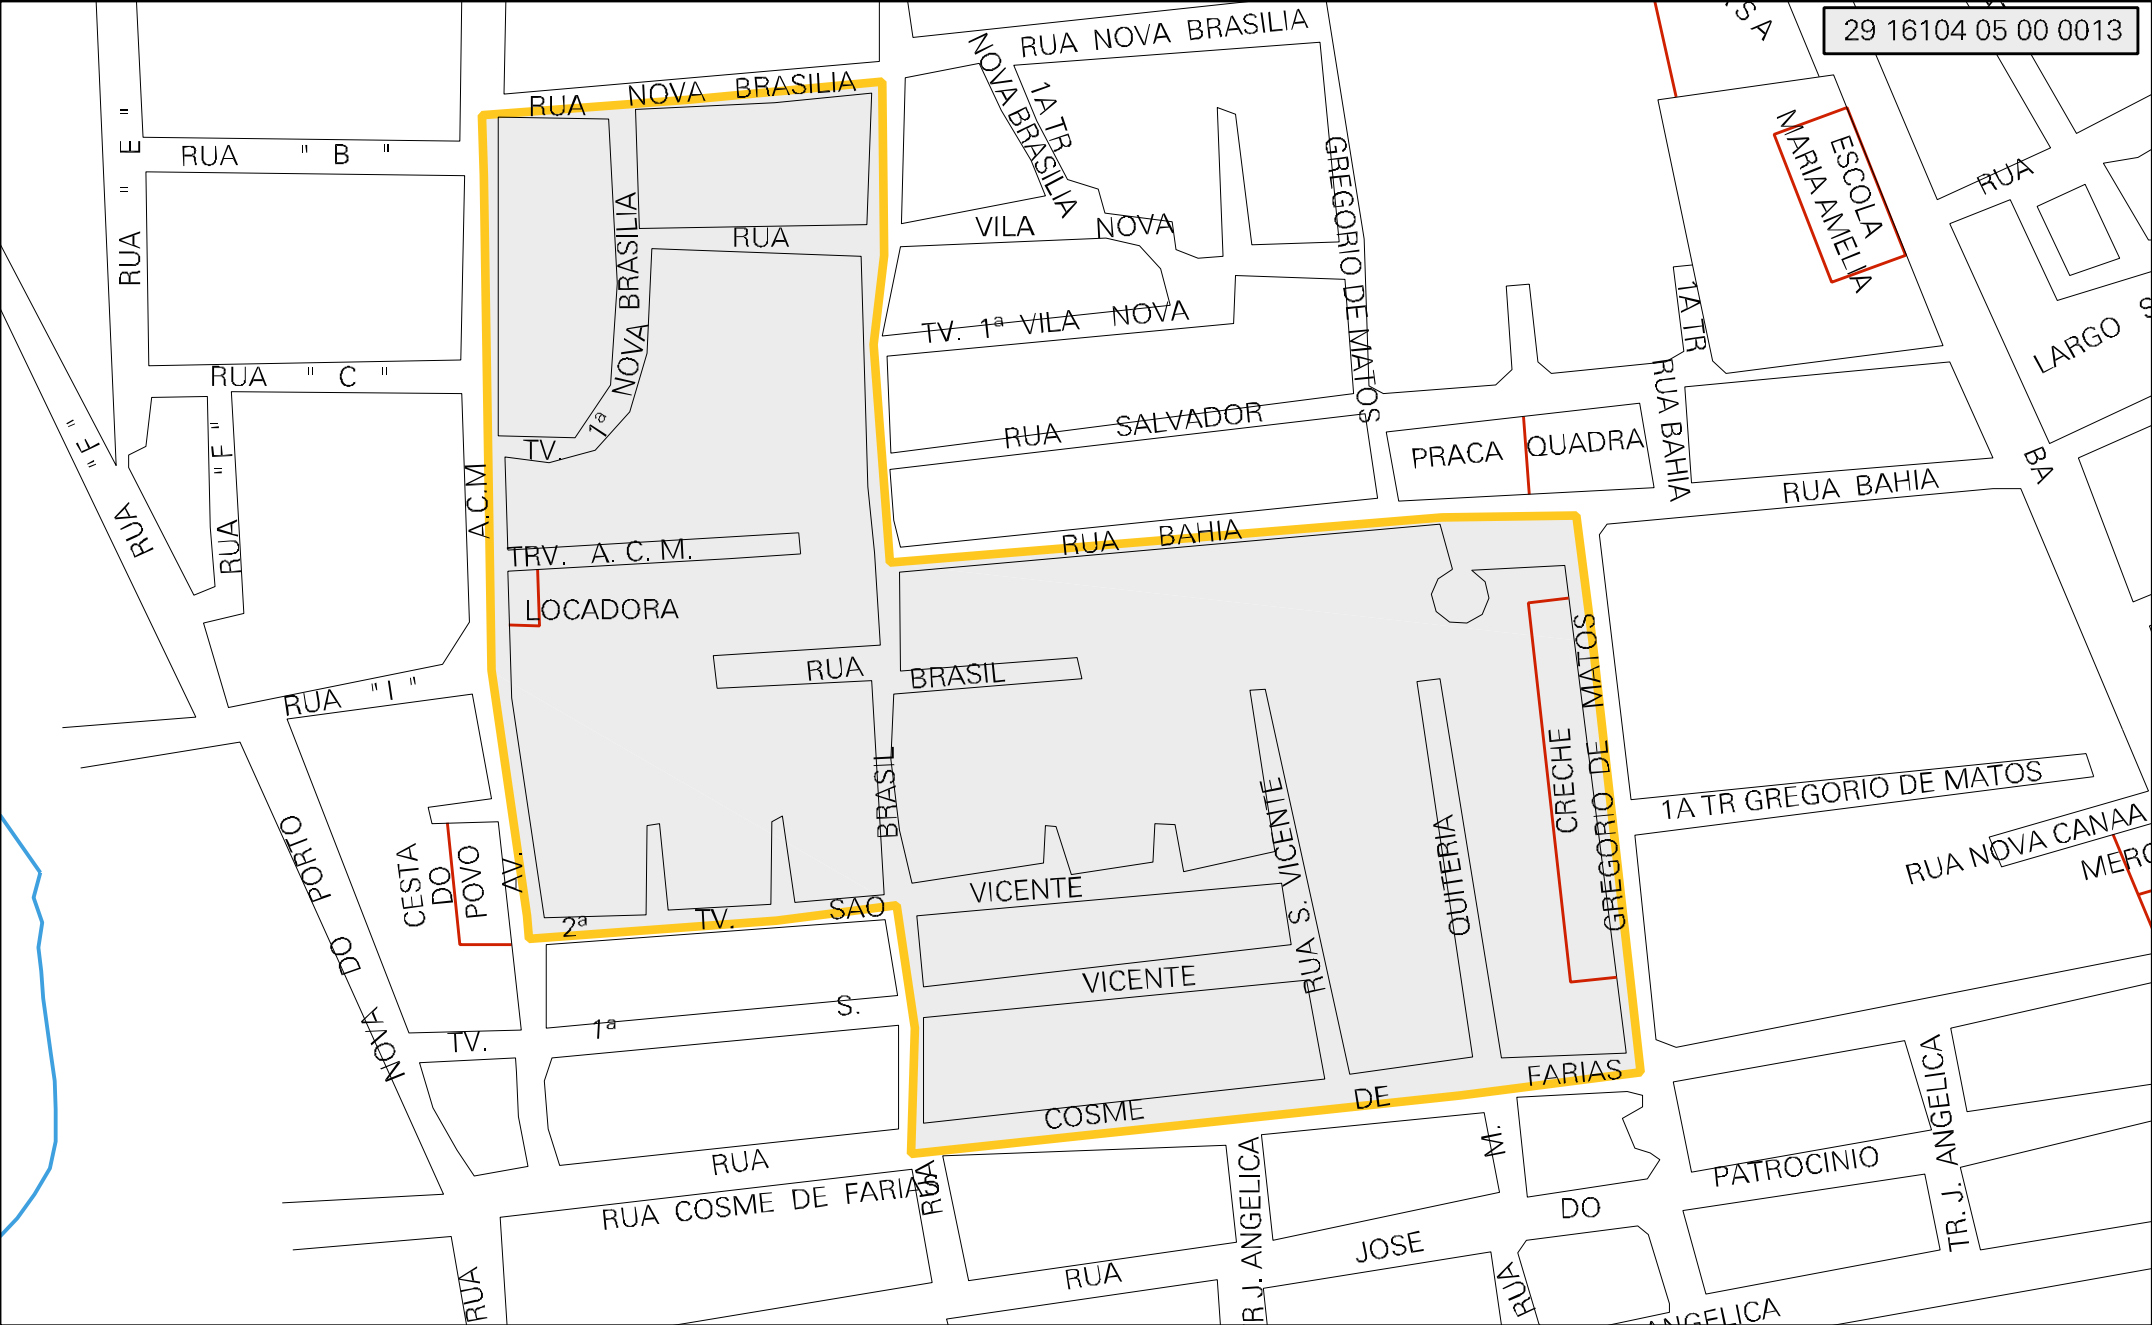 29 16104 05 00 0013
RUA NOVA BRASILIA
NOVA BRASILIA
1A TR
RUA NOVA BRASILIA
RUA " E "
RUA " B "
ESCOLA
MARIA AMELIA
RUA
GREGORIO DE MATOS
VILA NOVA
RUA
TV. 1ª NOVA BRASILIA
TV. 1ª VILA NOVA
1A TR
RUA BAHIA
LARGO
RUA " C "
RUA "F"
RUA "F"
RUA SALVADOR
PRACA
QUADRA
BA
RUA BAHIA
AV. A.C.M
RUA BAHIA
TRV. A. C. M.
LOCADORA
RUA BRASIL
RUA "I"
BRASIL
GREGORIO DE MATOS
CRECHE
1A TR GREGORIO DE MATOS
RUA NOVA CANAA
MERC
NOVA DO PORTO
CESTA
DO
POVO
RUA S. VICENTE
QUITERIA
VICENTE
2ª TV. SAO
VICENTE
TV. 1ª S.
COSME DE FARIAS
RUA
RUA COSME DE FARIAS
RUA
R J. ANGELICA
M.
RUA
TR. J. ANGELICA
RUA JOSE DO PATROCINIO
RUA
ANGELICA